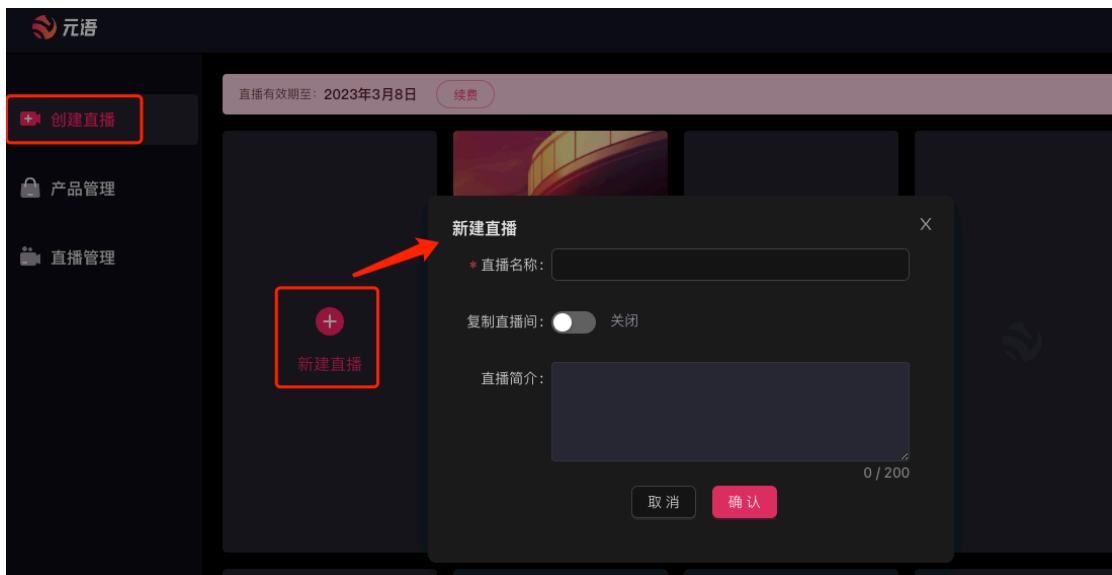 元语
直播有效期至：2023年3月8日 续费
创建直播
产品管理
直播管理
新建直播
新建直播 X
* 直播名称：
复制直播间： 关闭
直播简介：
0 / 200
取消 确认